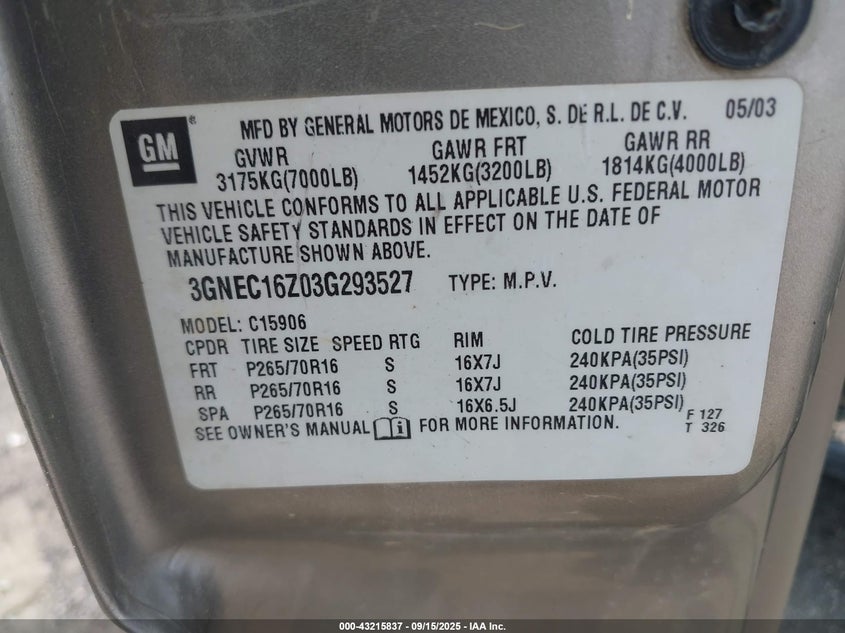 GM ® MFD BY GENERAL MOTORS DE MEXICO, S. DE R.L. DE C.V. 05/03
GVWR GAWR FRT GAWR RR
3175KG(7000LB) 1452KG(3200LB) 1814KG(4000LB)
THIS VEHICLE CONFORMS TO ALL APPLICABLE U.S. FEDERAL MOTOR
VEHICLE SAFETY STANDARDS IN EFFECT ON THE DATE OF
MANUFACTURE SHOWN ABOVE.
3GNEC16Z03G293527 TYPE: M.P.V.
MODEL: C15906
CPDR TIRE SIZE SPEED RTG RIM COLD TIRE PRESSURE
FRT P265/70R16 S 16X7J 240KPA(35PSI)
RR P265/70R16 S 16X7J 240KPA(35PSI)
SPA P265/70R16 S 16X6.5J 240KPA(35PSI)
SEE OWNER'S MANUAL i FOR MORE INFORMATION.
F 127
T 326
000-43215837 - 09/15/2025 - IAA Inc.